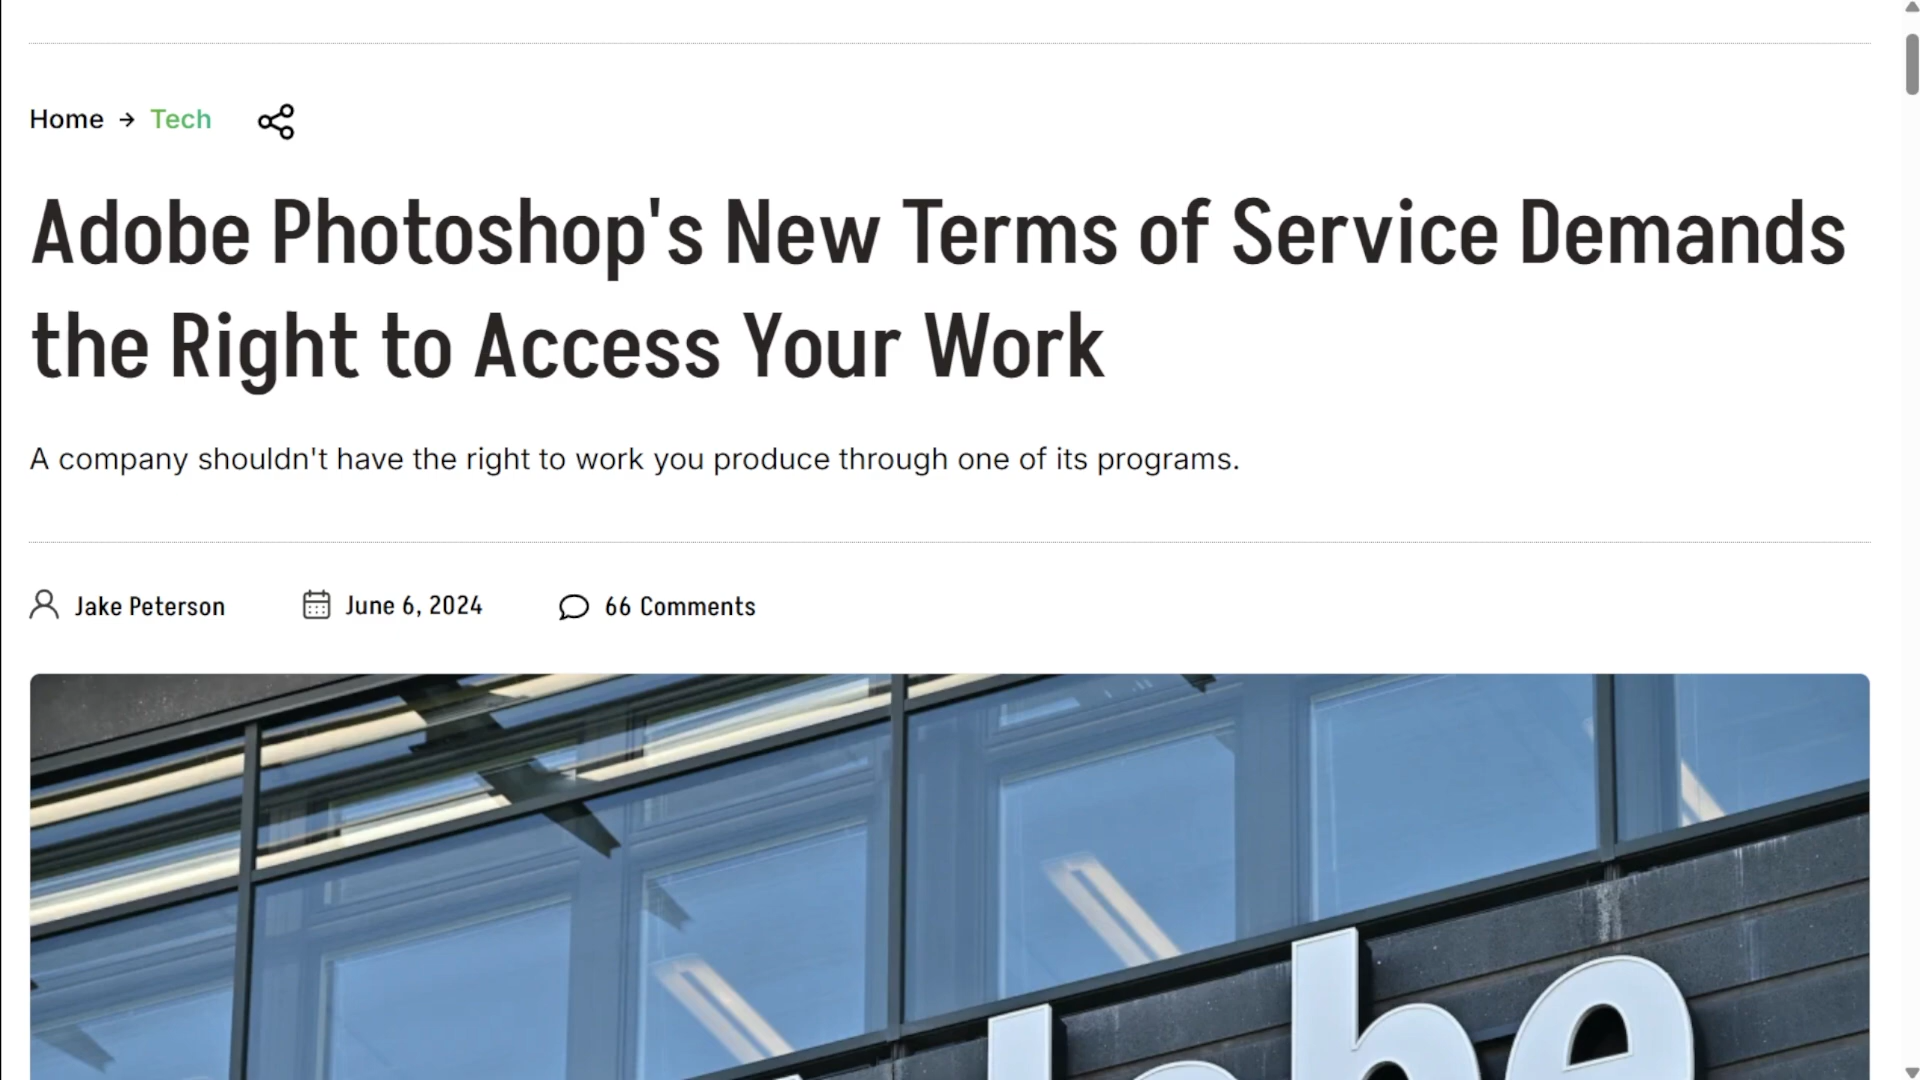 Home → Tech
Adobe Photoshop's New Terms of Service Demands
the Right to Access Your Work
A company shouldn't have the right to work you produce through one of its programs.
Jake Peterson June 6, 2024 66 Comments